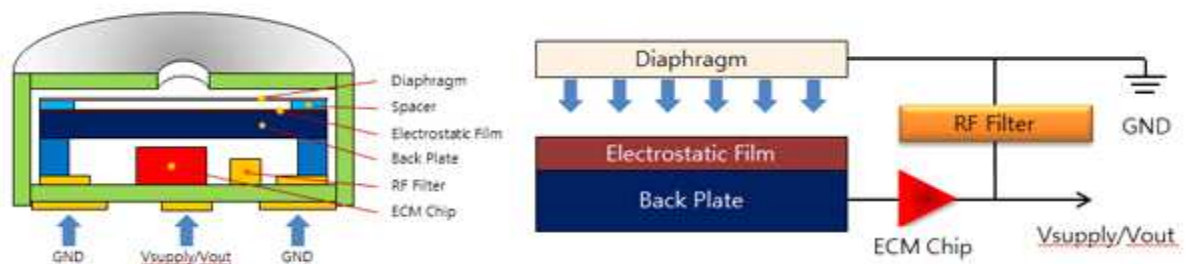 Diaphragm
Spacer
Electrostatic Film
Back Plate
RF Filter
ECM Chip
GND
Vsupply/Vout
GND
Diaphragm
Electrostatic Film
Back Plate
RF Filter
GND
ECM Chip
Vsupply/Vout